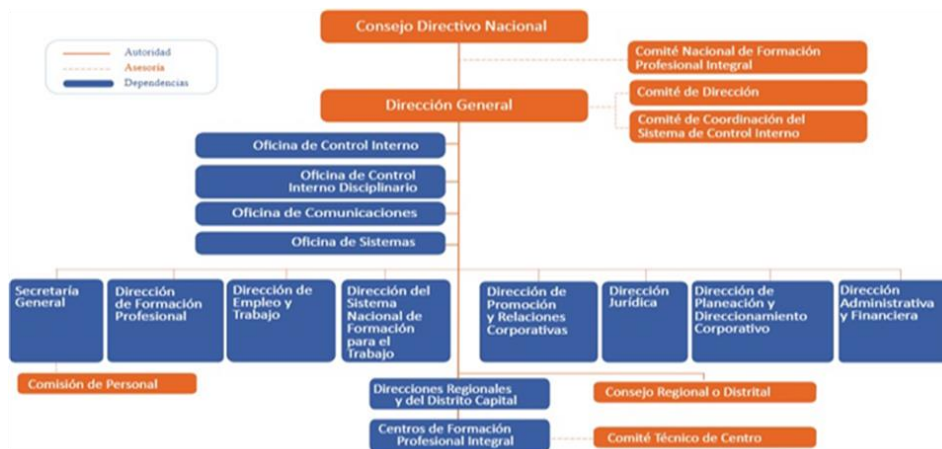 Consejo Directivo Nacional
Autoridad
Asesoría
Dependencias
Comité Nacional de Formación
Profesional Integral
Dirección General
Comité de Dirección
Comité de Coordinación del
Sistema de Control Interno
Oficina de Control Interno
Oficina de Control
Interno Disciplinario
Oficina de Comunicaciones
Oficina de Sistemas
Secretaría
General
Dirección
de Formación
Profesional
Dirección de
Empleo y
Trabajo
Dirección del
Sistema
Nacional de
Formación
para el
Trabajo
Dirección de
Promoción
y Relaciones
Corporativas
Dirección
Jurídica
Dirección de
Planeación y
Direccionamiento
Corporativo
Dirección
Administrativa
y Financiera
Comisión de Personal
Direcciones Regionales
y del Distrito Capital
Consejo Regional o Distrital
Centros de Formación
Profesional Integral
Comité Técnico de Centro